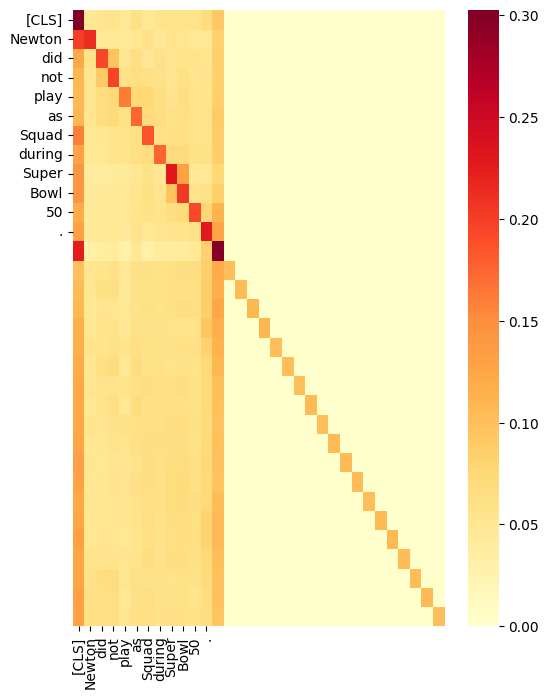 [CLS]
Newton
did
not
play
as
Squad
during
Super
Bowl
50
.
0.30
0.25
0.20
0.15
0.10
0.05
0.00
[CLS]
Newton
did
not
play
as
Squad
during
Super
Bowl
50
.